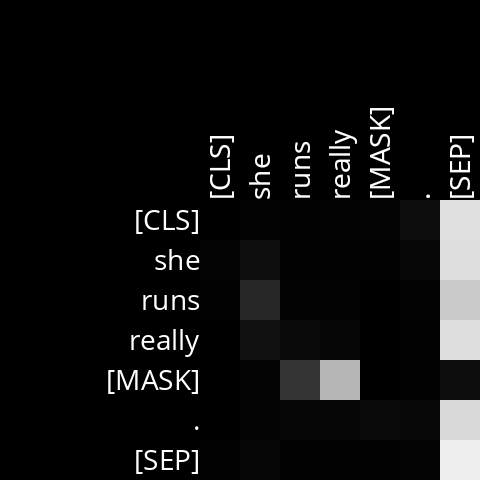 [CLS] she runs really [MASK] . [SEP]
[CLS]
she
runs
really
[MASK]
.
[SEP]